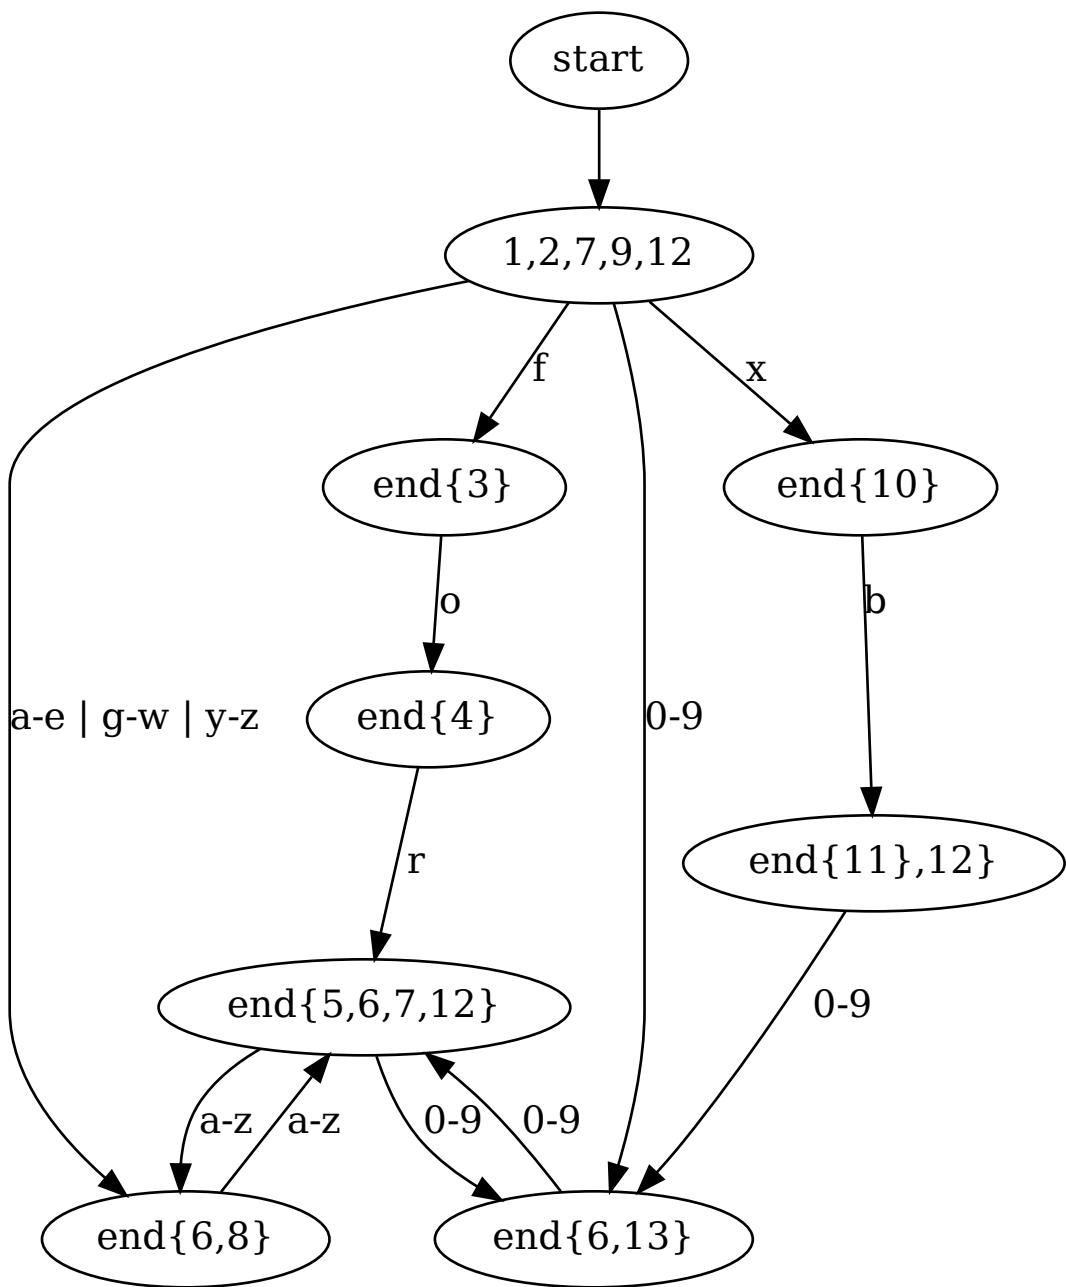 start
1,2,7,9,12
f
x
end{3}
end{10}
o
b
a-e | g-w | y-z
end{4}
0-9
r
end{11},12}
end{5,6,7,12}
0-9
a-z
a-z
0-9
0-9
end{6,8}
end{6,13}